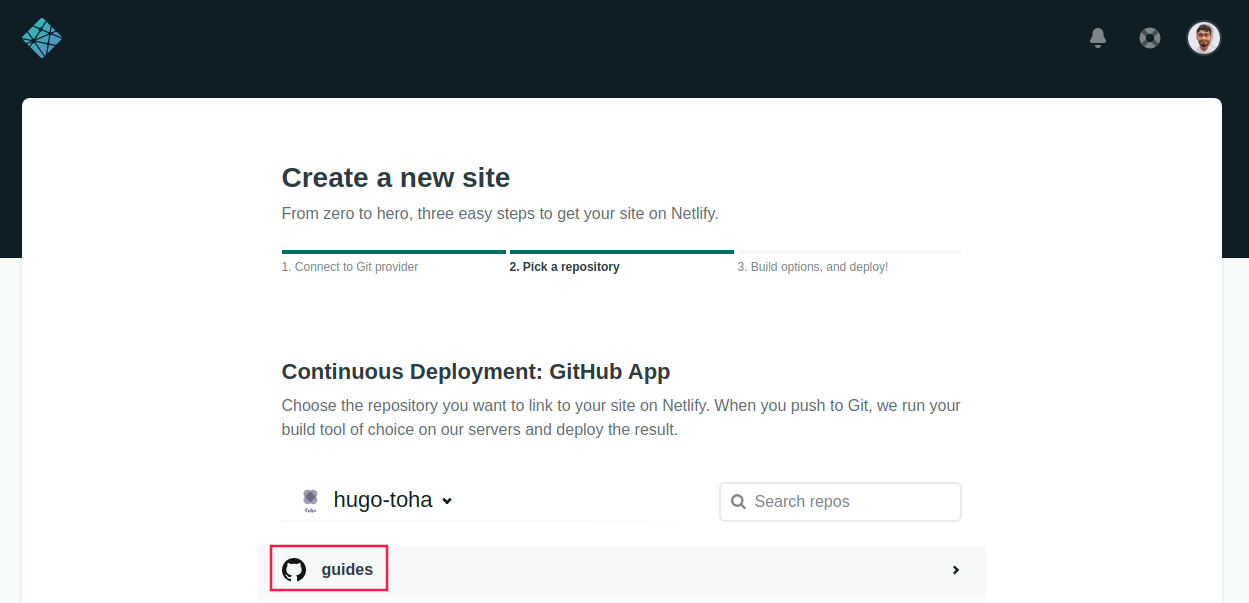 Create a new site
From zero to hero, three easy steps to get your site on Netlify.
1. Connect to Git provider
2. Pick a repository
3. Build options, and deploy!
Continuous Deployment: GitHub App
Choose the repository you want to link to your site on Netlify. When you push to Git, we run your
build tool of choice on our servers and deploy the result.
hugo-toha
Search repos
guides